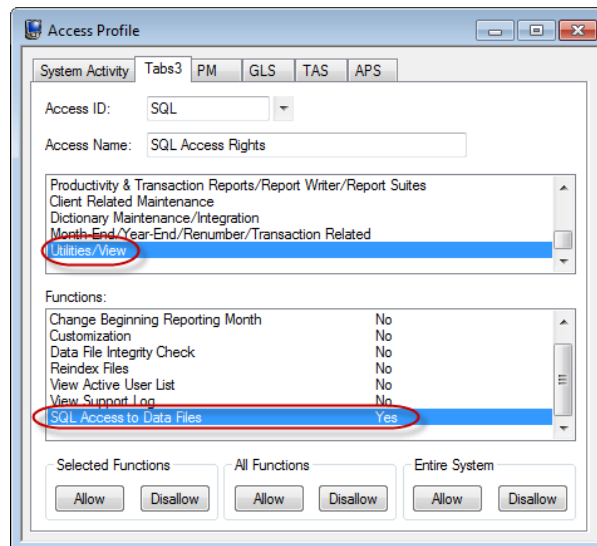 Access Profile
System Activity Tabs3 PM GLS TAS APS
Access ID: SQL
Access Name: SQL Access Rights
Productivity & Transaction Reports/Report Writer/Report Suites
Client Related Maintenance
Dictionary Maintenance/Integration
Month-End/Year-End/Renumber/Transaction Related
Utilities/View
Functions:
Change Beginning Reporting Month No
Customization No
Data File Integrity Check No
Reindex Files No
View Active User List No
View Support Log No
SQL Access to Data Files Yes
Selected Functions All Functions Entire System
Allow Disallow Allow Disallow Allow Disallow